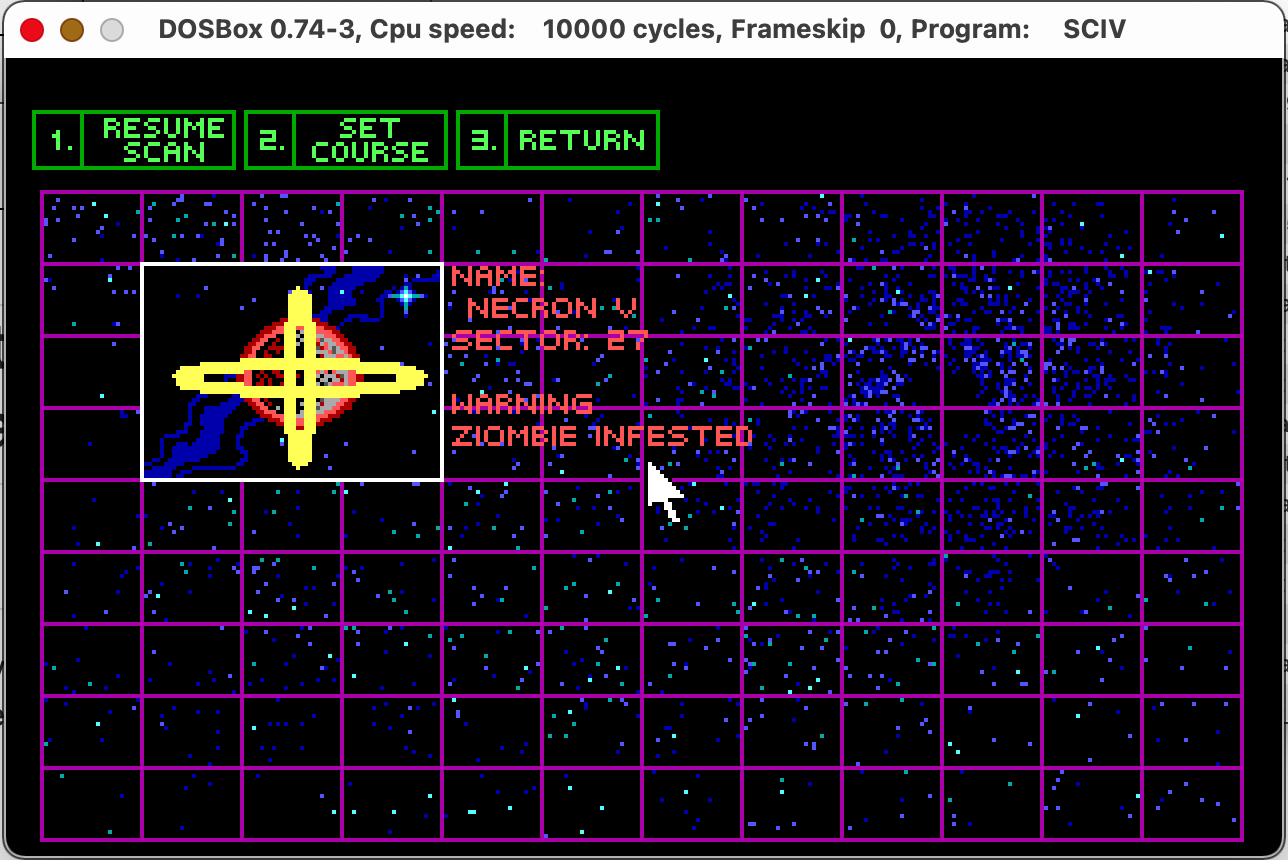 DOSBox 0.74-3, Cpu speed: 10000 cycles, Frameskip 0, Program: SCIV
1. RESUME SCAN
2. SET COURSE
3. RETURN
NAME:
NECRON V
SECTOR: 27
WARNING
ZIOMBIE INFESTED